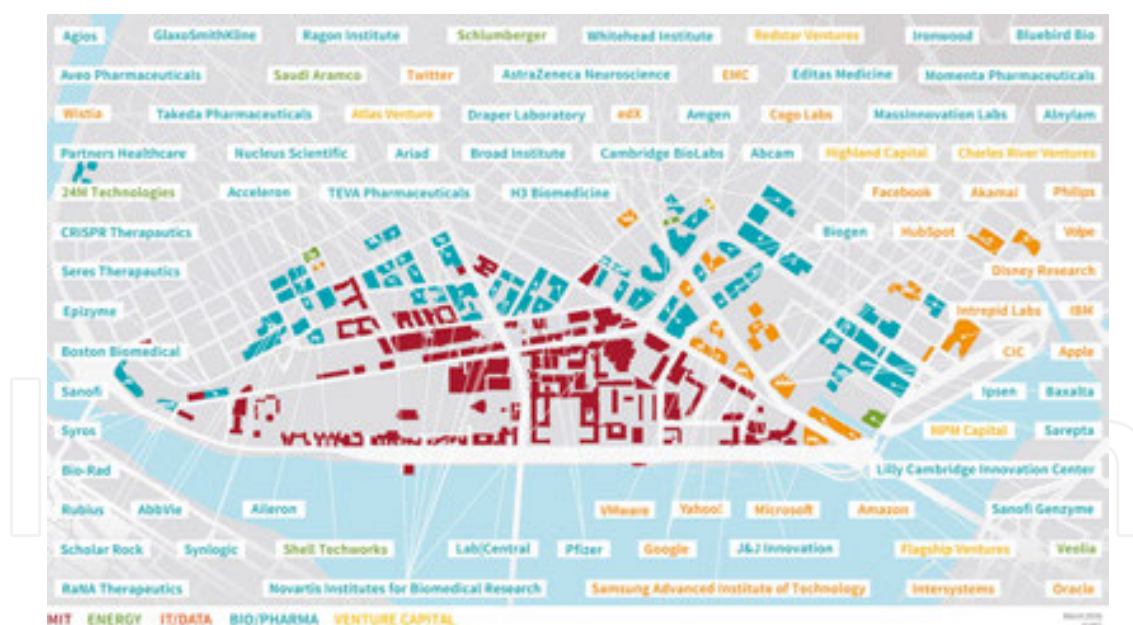 Agios GlaxoSmithKline Ragon Institute Schlumberger Whitehead Institute Redstar Ventures Ironwood Bluebird Bio
Aveo Pharmaceuticals Saudi Aramco Twitter AstraZeneca Neuroscience EMC Editas Medicine Momenta Pharmaceuticals
Wistia Takeda Pharmaceuticals Atlas Venture Draper Laboratory edX Amgen Cogo Labs MassInnovation Labs Alnylam
Partners Healthcare Nucleus Scientific Ariad Broad Institute Cambridge BioLabs Abcam Highland Capital Charles River Ventures
24M Technologies Acceleron TEVA Pharmaceuticals H3 Biomedicine Facebook Akamai Philips
CRISPR Therapautics Biogen HubSpot Volpe
Seres Therapautics Disney Research
Epizyme Intrepid Labs IBM
Boston Biomedical CIC Apple
Sanofi Ipsen Baxalta
Syros MPM Capital Sarepta
Bio-Rad Lilly Cambridge Innovation Center
Rubius AbbVie Aileron VMware Yahoo! Microsoft Amazon Sanofi Genzyme
Scholar Rock Synlogic Shell Techworks Lab|Central Pfizer Google J&J Innovation Flagship Ventures Veolia
RaNA Therapeutics Novartis Institutes for Biomedical Research Samsung Advanced Institute of Technology Intersystems Oracle
MIT ENERGY IT/DATA BIO/PHARMA VENTURE CAPITAL